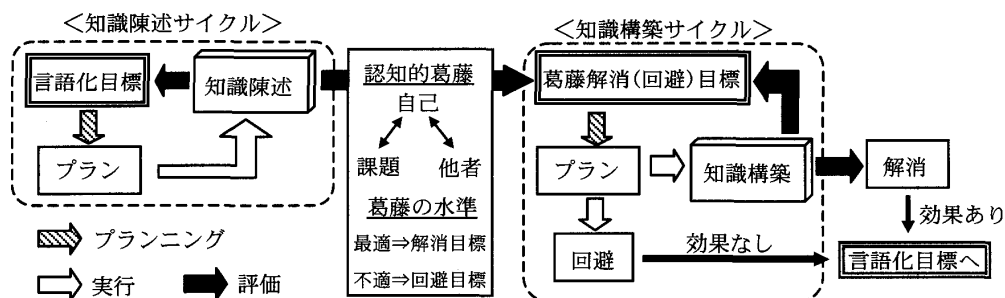 ＜知識陳述サイクル＞
言語化目標
知識陳述
プラン
プランニング
実行
評価
認知的葛藤
自己
課題
他者
葛藤の水準
最適⇒解消目標
不適⇒回避目標
＜知識構築サイクル＞
葛藤解消(回避)目標
プラン
知識構築
回避
解消
効果あり
効果なし
言語化目標へ